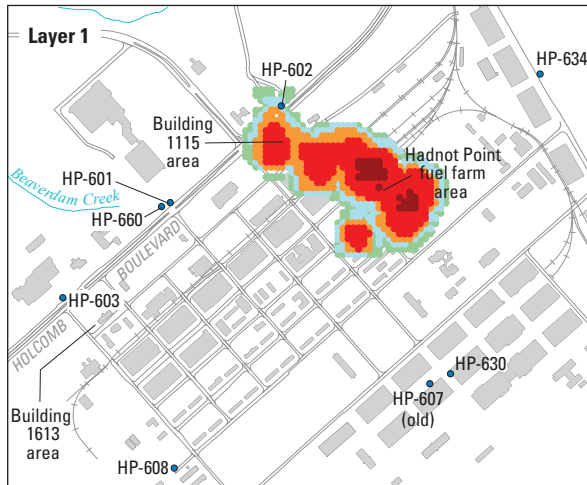 Layer 1
HP-602
HP-634
Building
1115
area
Hadnot Point
fuel farm
area
HP-601
HP-660
Beaverdam Creek
BOULEVARD
HP-603
HOLCOMB
HP-630
HP-607
(old)
Building
1613
area
HP-608